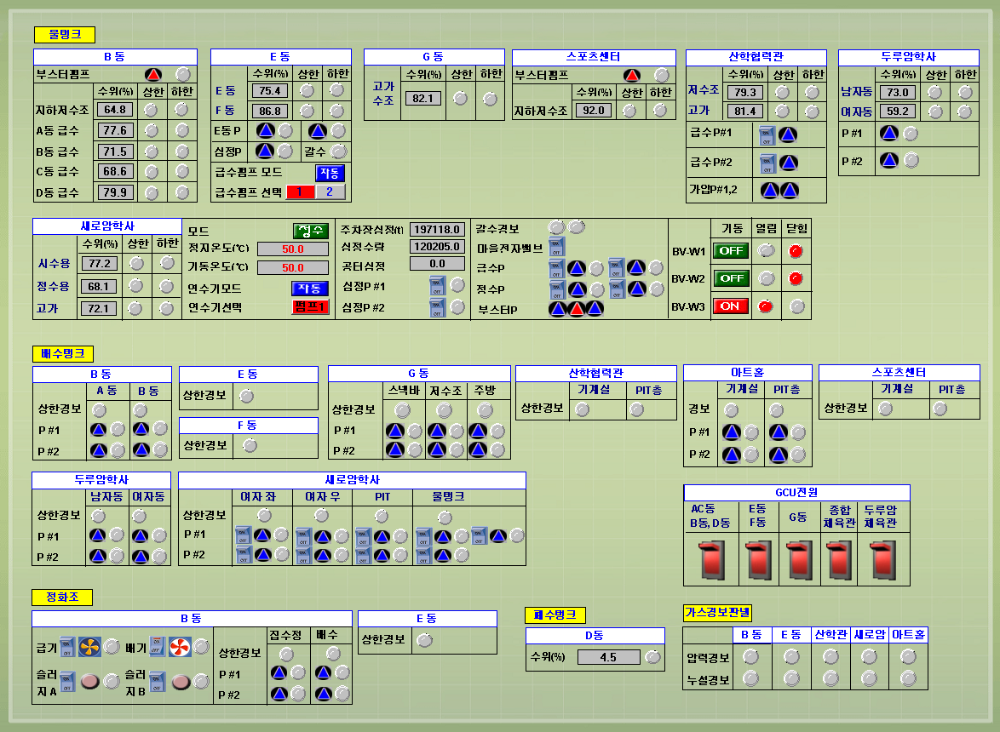 물탱크
B 동
부스터펌프
수위(%) 상한 하한
지하저수조 64.8
A동 급수 77.6
B동 급수 71.5
C동 급수 68.6
D동 급수 79.9
E 동
수위(%) 상한 하한
E 동 75.4
F 동 86.8
E동 P
심정P 갈수
급수펌프 모드 자동
급수펌프 선택 1 2
G 동
수위(%) 상한 하한
고가
수조 82.1
스포츠센터
부스터펌프
수위(%) 상한 하한
지하저수조 92.0
산학협력관
수위(%) 상한 하한
저수조 79.3
고가 81.4
급수P#1
급수P#2
가압P#1,2
두루암학사
수위(%) 상한 하한
남자동 73.0
여자동 59.2
P #1
P #2
새로암학사
수위(%) 상한 하한
시수용 77.2
정수용 68.1
고가 72.1
모드 정수
정지온도(℃) 50.0
기동온도(℃) 50.0
연수기모드 자동
연수기선택 펌프1
주차장심정(t) 197118.0
심정수량 120205.0
공터심정 0.0
심정P #1 OFF
심정P #2 OFF
갈수경보
마을전자밸브 OFF
급수P OFF OFF
정수P OFF OFF
부스터P
기동 열림 닫힘
BV-W1 OFF
BV-W2 OFF
BV-W3 ON
배수탱크
B 동
A 동 B 동
상한경보
P #1
P #2
E 동
상한경보
F 동
상한경보
G 동
스넥바 저수조 주방
상한경보
P #1
P #2
산학협력관
기계실 PIT층
상한경보
아트홀
기계실 PIT층
경보
P #1
P #2
스포츠센터
기계실 PIT층
상한경보
두루암학사
남자동 여자동
상한경보
P #1
P #2
새로암학사
여자 좌 여자 우 PIT 물탱크
상한경보
P #1
P #2
GCU전원
AC동
B동, D동
E동
F동
G동
종합
체육관
두루암
체육관
정화조
B 동
급기 배기
슬러
지 A
슬러
지 B
집수정 배수
상한경보
P #1
P #2
E 동
상한경보
폐수탱크
D동
수위(%) 4.5
가스경보판넬
B 동 E 동 산학관 새로암 아트홀
압력경보
누설경보